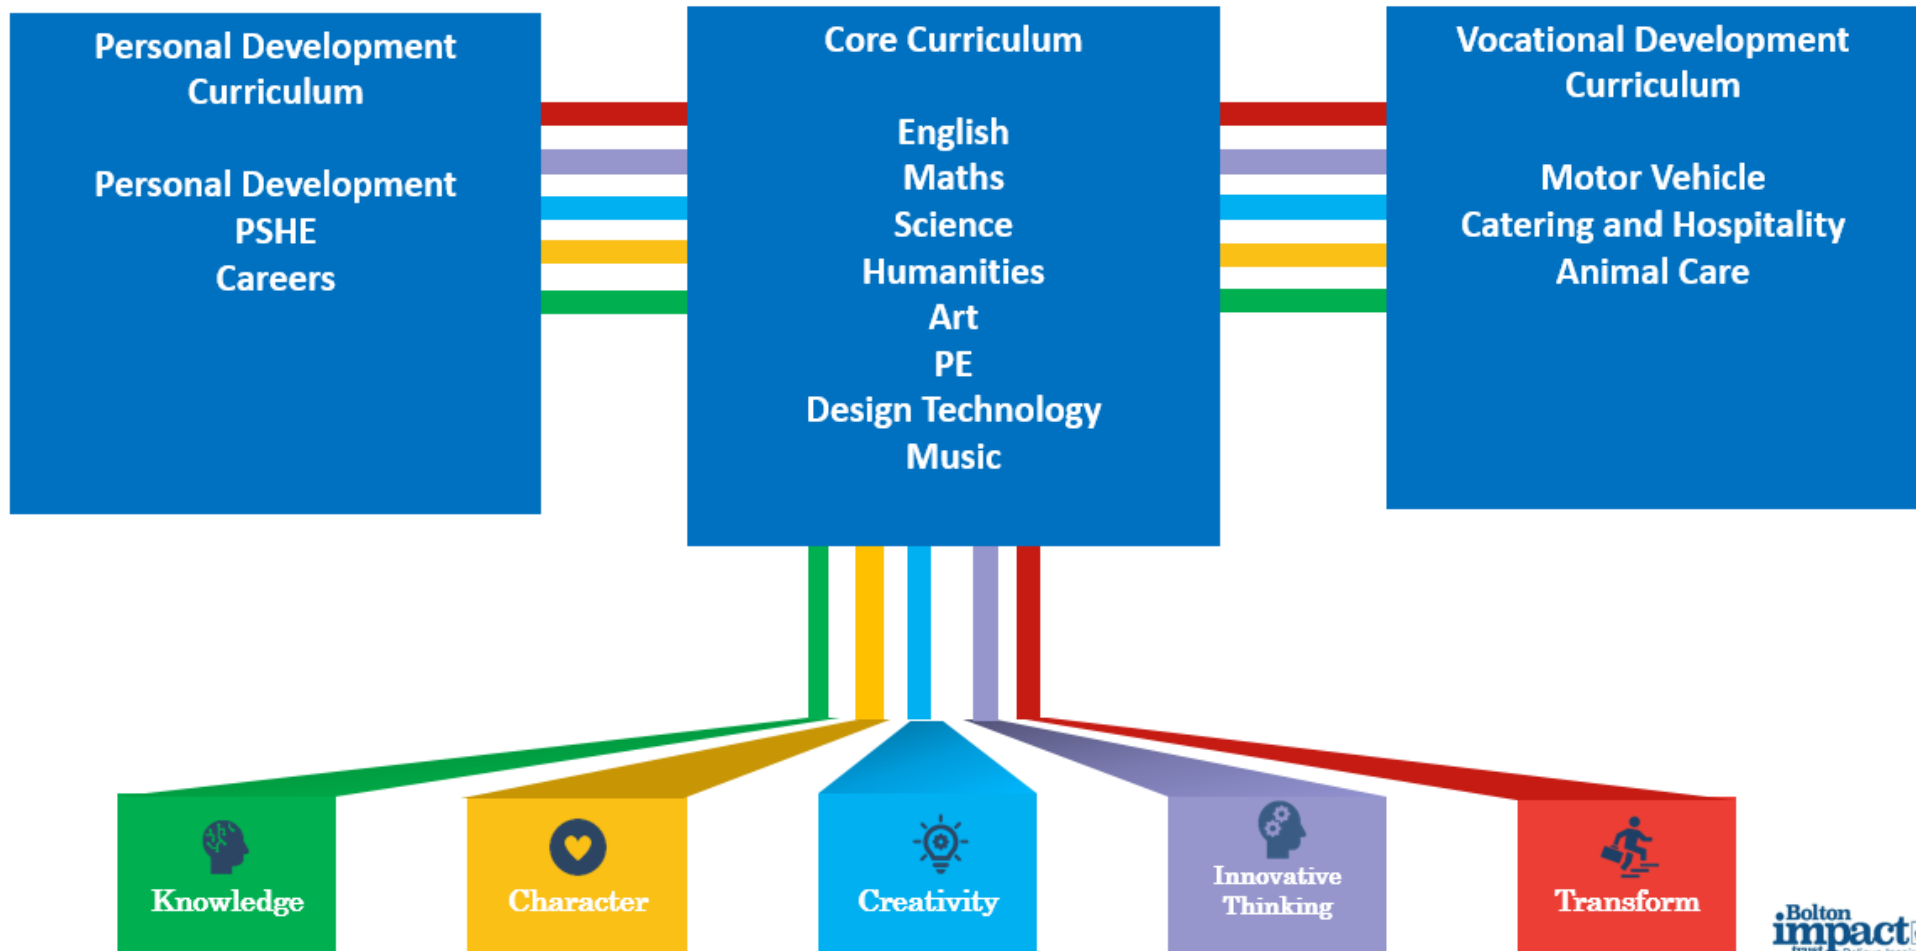 Personal Development
Curriculum
Personal Development
PSHE
Careers
Core Curriculum
English
Maths
Science
Humanities
Art
PE
Design Technology
Music
Vocational Development
Curriculum
Motor Vehicle
Catering and Hospitality
Animal Care
Knowledge
Character
Creativity
Innovative
Thinking
Transform
Bolton
impact
trust